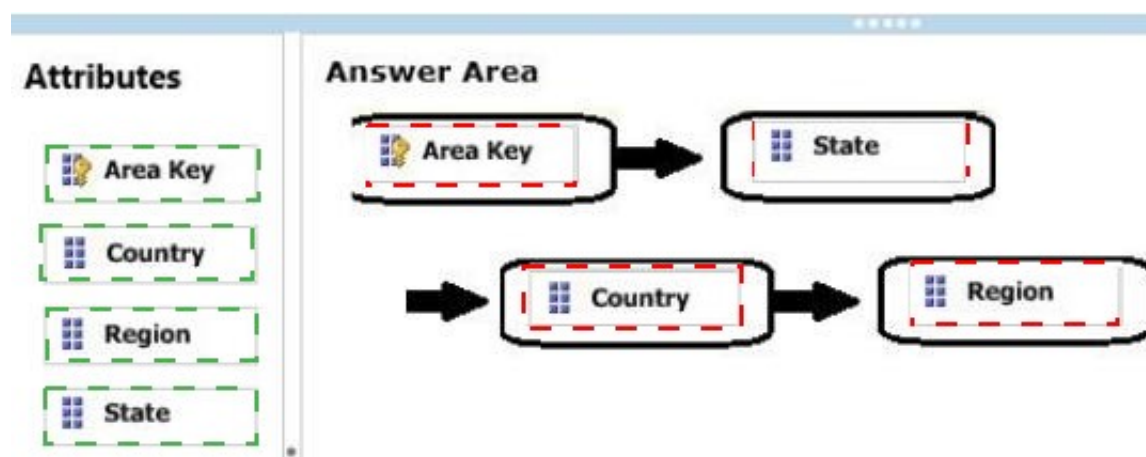 Attributes
Area Key
Country
Region
State
Answer Area
Area Key
State
Country
Region